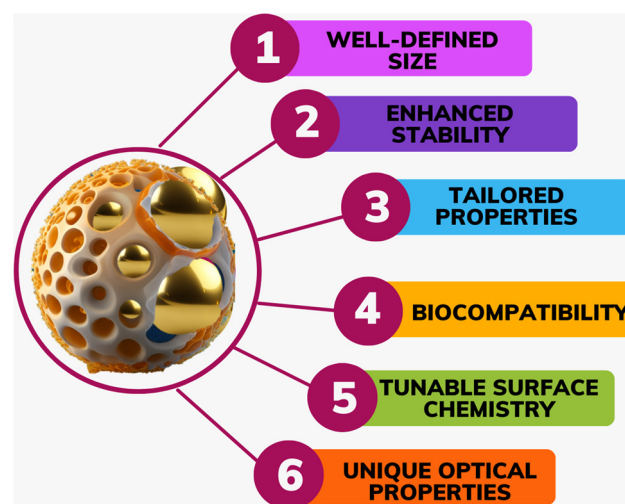 1
WELL-DEFINED
SIZE
2
ENHANCED
STABILITY
3
TAILORED
PROPERTIES
4
BIOCOMPATIBILITY
5
TUNABLE SURFACE
CHEMISTRY
6
UNIQUE OPTICAL
PROPERTIES